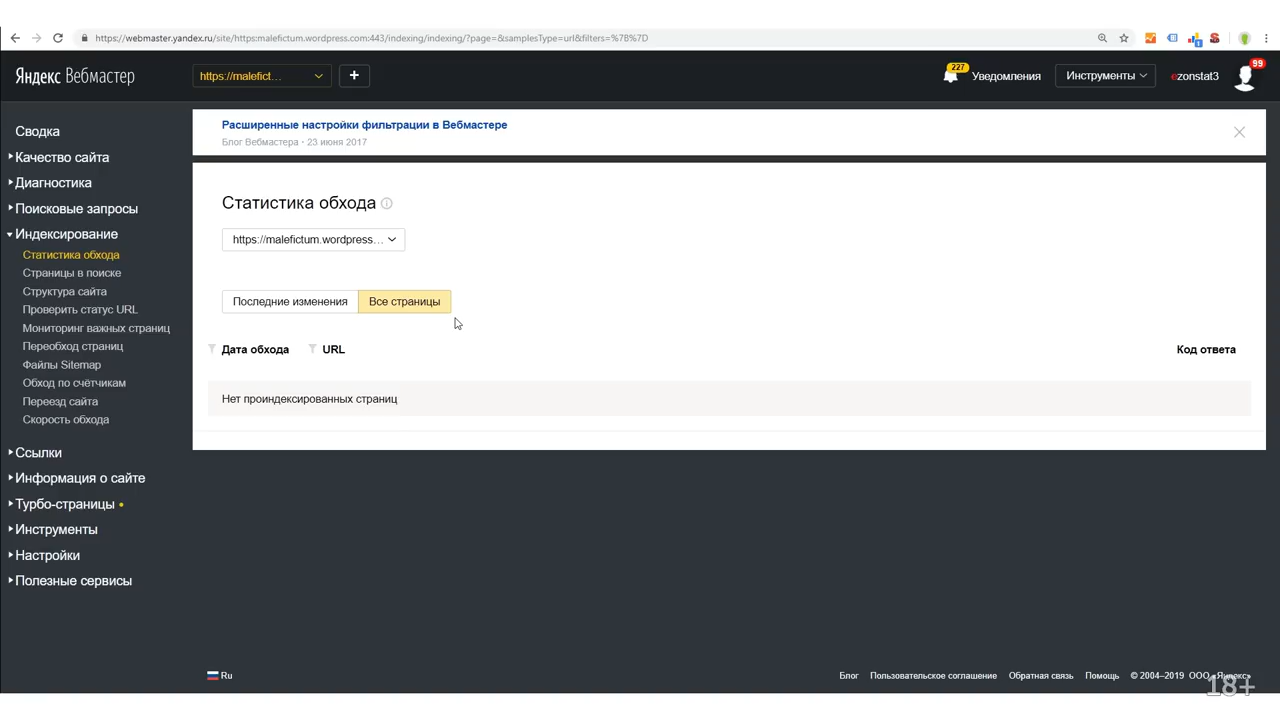 https://webmaster.yandex.ru/site/https:malefictum.wordpress.com:443/indexing/indexing/?page=&samplesType=url&filters=%7B%7D
Яндекс Вебмастер
https://malefict...
+
227
Уведомления
Инструменты
ezonstat3
99
Расширенные настройки фильтрации в Вебмастере
Блог Вебмастера · 23 июня 2017
Сводка
Качество сайта
Диагностика
Поисковые запросы
Индексирование
Статистика обхода
Страницы в поиске
Структура сайта
Проверить статус URL
Мониторинг важных страниц
Переобход страниц
Файлы Sitemap
Обход по счётчикам
Переезд сайта
Скорость обхода
Ссылки
Информация о сайте
Турбо-страницы
Инструменты
Настройки
Полезные сервисы
Статистика обхода
https://malefictum.wordpress...
Последние изменения Все страницы
Дата обхода URL Код ответа
Нет проиндексированных страниц
Ru
Блог Пользовательское соглашение Обратная связь Помощь © 2004–2019 ООО «Яндекс»
18+